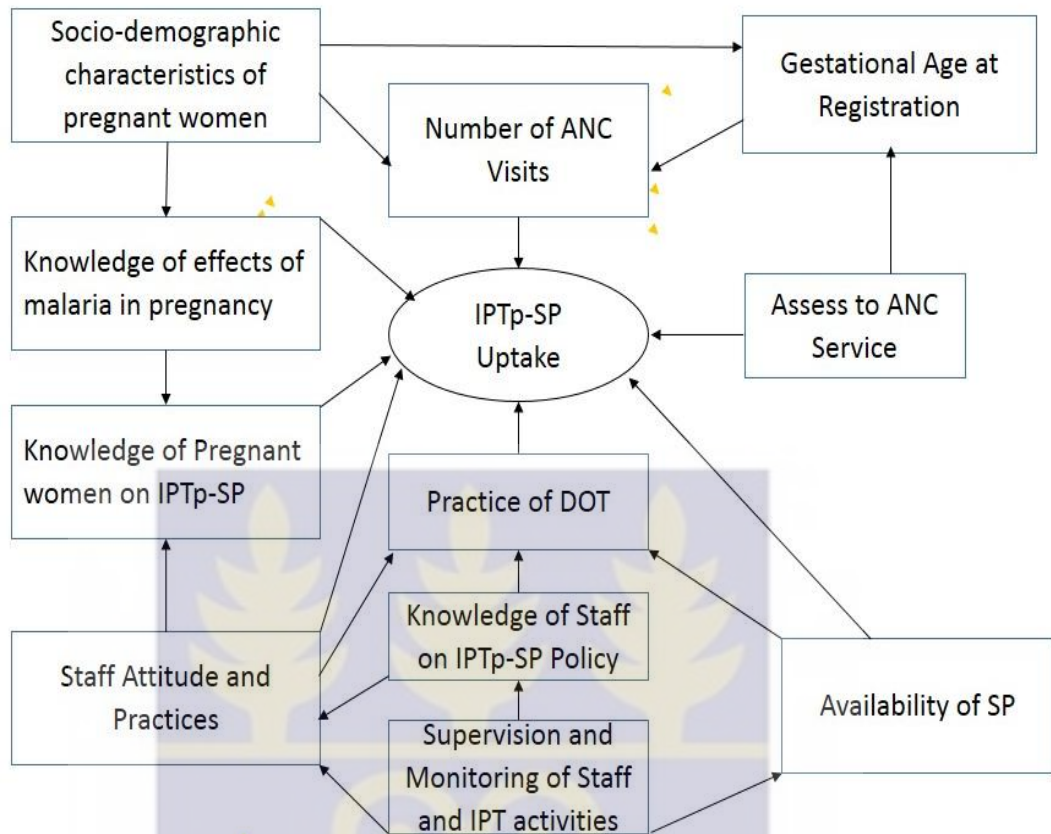 Socio-demographic
characteristics of
pregnant women
Number of ANC
Visits
Gestational Age at
Registration
Knowledge of effects of
malaria in pregnancy
IPTp-SP
Uptake
Assess to ANC
Service
Knowledge of Pregnant
women on IPTp-SP
Practice of DOT
Knowledge of Staff
on IPTp-SP Policy
Staff Attitude and
Practices
Availability of SP
Supervision and
Monitoring of Staff
and IPT activities